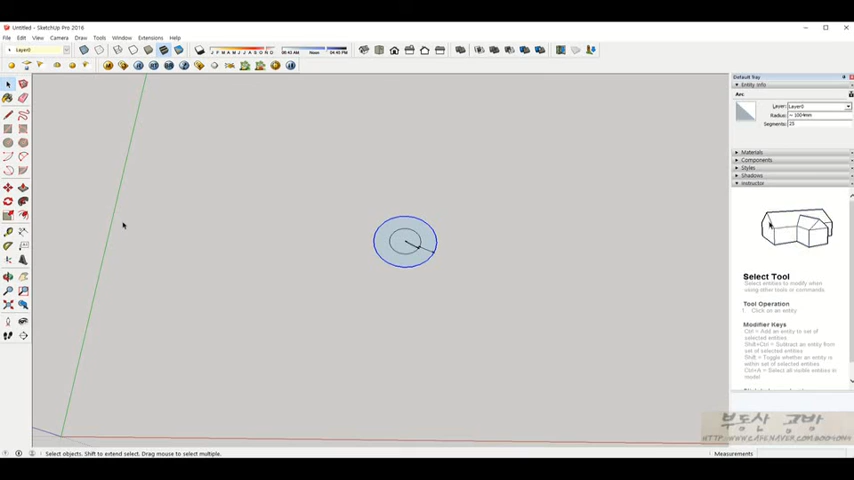 Untitled - SketchUp Pro 2016
File Edit View Camera Draw Tools Window Extensions Help
Layer0
J F M A M J J A S O N D
06:43 AM Noon 04:45 PM
Default Tray
Entity Info
Arc
Layer: Layer0
Radius: ~ 1004mm
Segments: 25
Materials
Components
Styles
Shadows
Instructor
Select Tool
Select entities to modify when
using other tools or commands.
Tool Operation
1. Click on an entity
Modifier Keys
Ctrl = Add an entity to set of
selected entities
Shift+Ctrl = Subtract an entity from
set of selected entities
Shift = Toggle whether an entity is
within set of selected entities
Ctrl+A = Select all visible entities in
model
부동산 공방
Select objects. Shift to extend select. Drag mouse to select multiple.
Measurements